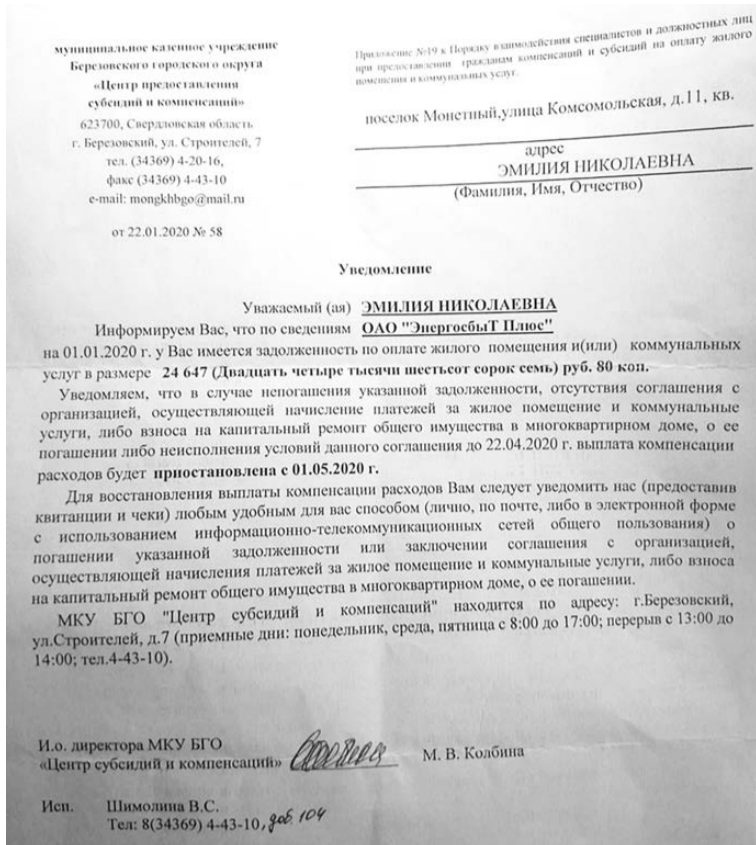 муниципальное казенное учреждение
Березовского городского округа
«Центр предоставления
субсидий и компенсаций»
623700, Свердловская область
г. Березовский, ул. Строителей, 7
тел. (34369) 4-20-16,
факс (34369) 4-43-10
e-mail: mongkhbgo@mail.ru
от 22.01.2020 № 58
Приложение №19 к Порядку взаимодействия специалистов и должностных лиц
при предоставлении гражданам компенсаций и субсидий на оплату жилого
помещения и коммунальных услуг.
поселок Монетный,улица Комсомольская, д.11, кв.
адрес
ЭМИЛИЯ НИКОЛАЕВНА
(Фамилия, Имя, Отчество)
Уведомление
Уважаемый (ая) ЭМИЛИЯ НИКОЛАЕВНА
Информируем Вас, что по сведениям ОАО "ЭнергосбыТ Плюс"
на 01.01.2020 г. у Вас имеется задолженность по оплате жилого помещения и(или) коммунальных
услуг в размере 24 647 (Двадцать четыре тысячи шестьсот сорок семь) руб. 80 коп.
Уведомляем, что в случае непогашения указанной задолженности, отсутствия соглашения с
организацией, осуществляющей начисление платежей за жилое помещение и коммунальные
услуги, либо взноса на капитальный ремонт общего имущества в многоквартирном доме, о ее
погашении либо неисполнения условий данного соглашения до 22.04.2020 г. выплата компенсации
расходов будет приостановлена с 01.05.2020 г.
Для восстановления выплаты компенсации расходов Вам следует уведомить нас (предоставив
квитанции и чеки) любым удобным для вас способом (лично, по почте, либо в электронной форме
с использованием информационно-телекоммуникационных сетей общего пользования) о
погашении указанной задолженности или заключении соглашения с организацией,
осуществляющей начисления платежей за жилое помещение и коммунальные услуги, либо взноса
на капитальный ремонт общего имущества в многоквартирном доме, о ее погашении.
МКУ БГО "Центр субсидий и компенсаций" находится по адресу: г.Березовский,
ул.Строителей, д.7 (приемные дни: понедельник, среда, пятница с 8:00 до 17:00; перерыв с 13:00 до
14:00; тел.4-43-10).
И.о. директора МКУ БГО
«Центр субсидий и компенсаций» М. В. Колбина
Исп. Шимолина В.С.
Тел: 8(34369) 4-43-10, доб. 104